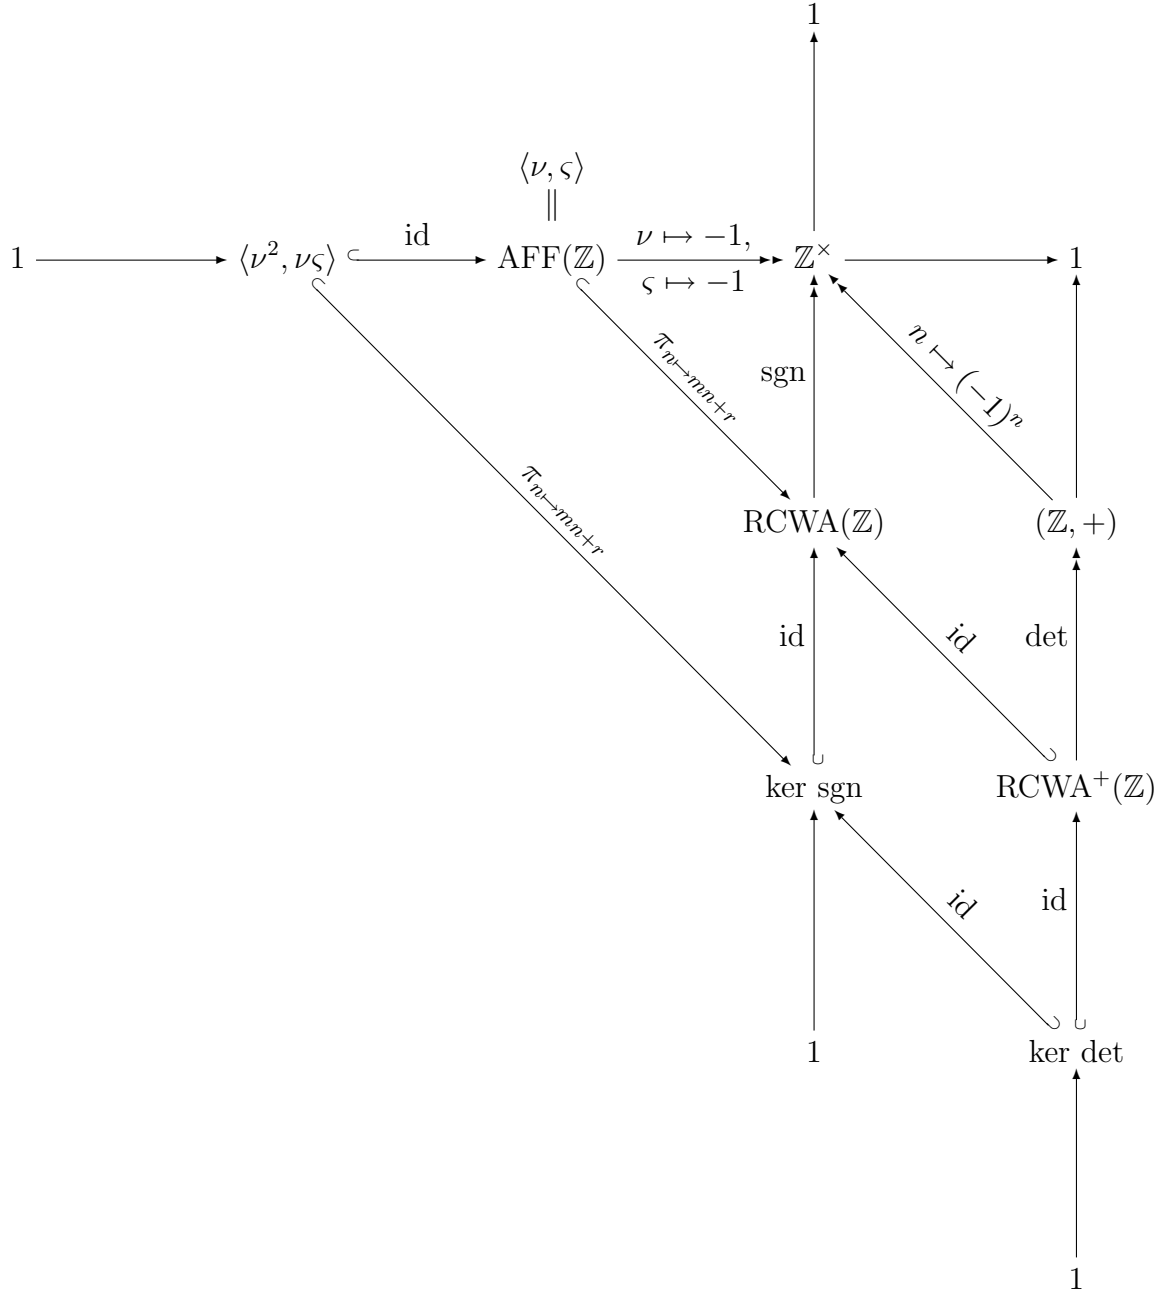 1
⟨ν, ς⟩
∥
1 ⟨ν², νς⟩ id AFF(ℤ) ν ↦ −1, ς ↦ −1 ℤ^× 1
π_{n↦mn+r} sgn n ↦ (−1)^n
π_{n↦mn+r} RCWA(ℤ) (ℤ, +)
id id det
ker sgn RCWA⁺(ℤ)
id id
1 ker det
1